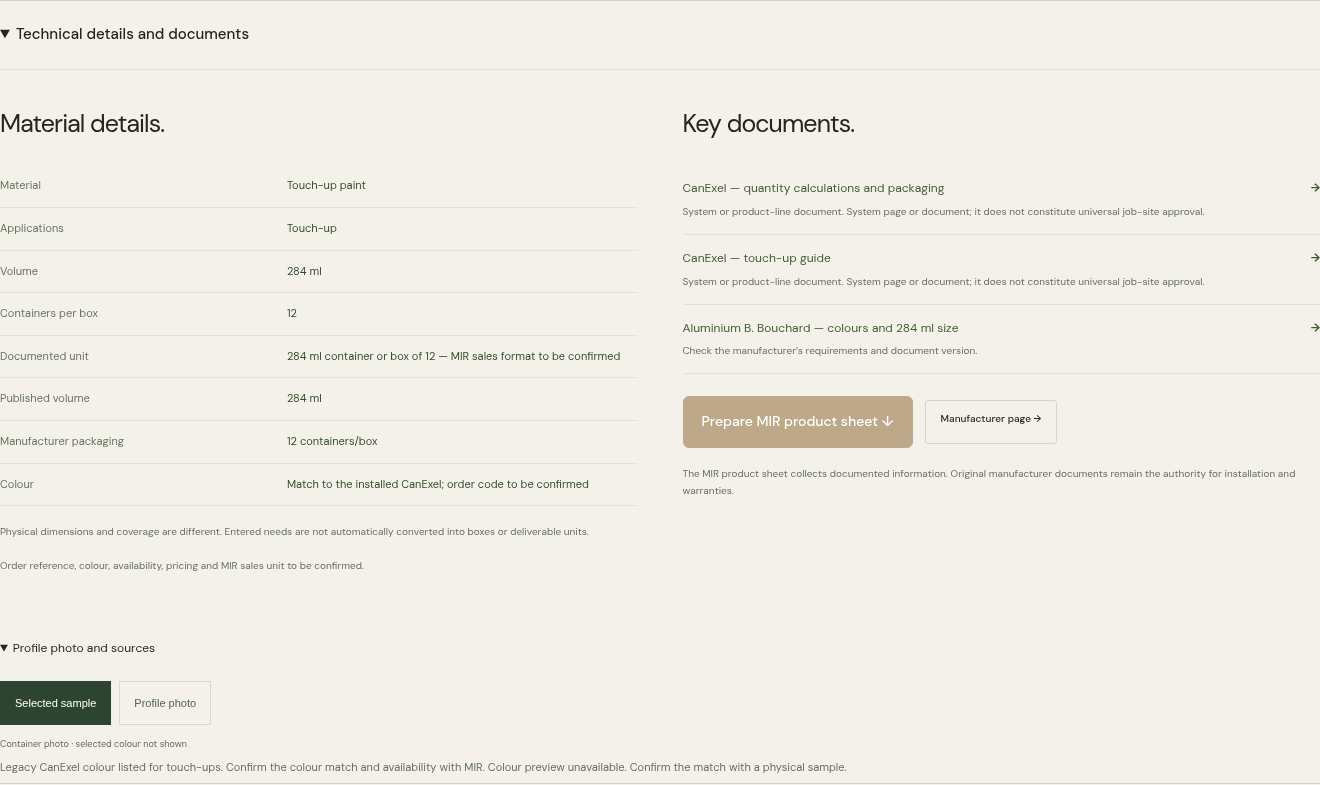 ▼ Technical details and documents
Material details.
Material Touch-up paint
Applications Touch-up
Volume 284 ml
Containers per box 12
Documented unit 284 ml container or box of 12 — MIR sales format to be confirmed
Published volume 284 ml
Manufacturer packaging 12 containers/box
Colour Match to the installed CanExel; order code to be confirmed
Physical dimensions and coverage are different. Entered needs are not automatically converted into boxes or deliverable units.
Order reference, colour, availability, pricing and MIR sales unit to be confirmed.
Key documents.
CanExel — quantity calculations and packaging →
System or product-line document. System page or document; it does not constitute universal job-site approval.
CanExel — touch-up guide →
System or product-line document. System page or document; it does not constitute universal job-site approval.
Aluminium B. Bouchard — colours and 284 ml size →
Check the manufacturer's requirements and document version.
Prepare MIR product sheet ↓ Manufacturer page →
The MIR product sheet collects documented information. Original manufacturer documents remain the authority for installation and
warranties.
▼ Profile photo and sources
Selected sample Profile photo
Container photo · selected colour not shown
Legacy CanExel colour listed for touch-ups. Confirm the colour match and availability with MIR. Colour preview unavailable. Confirm the match with a physical sample.